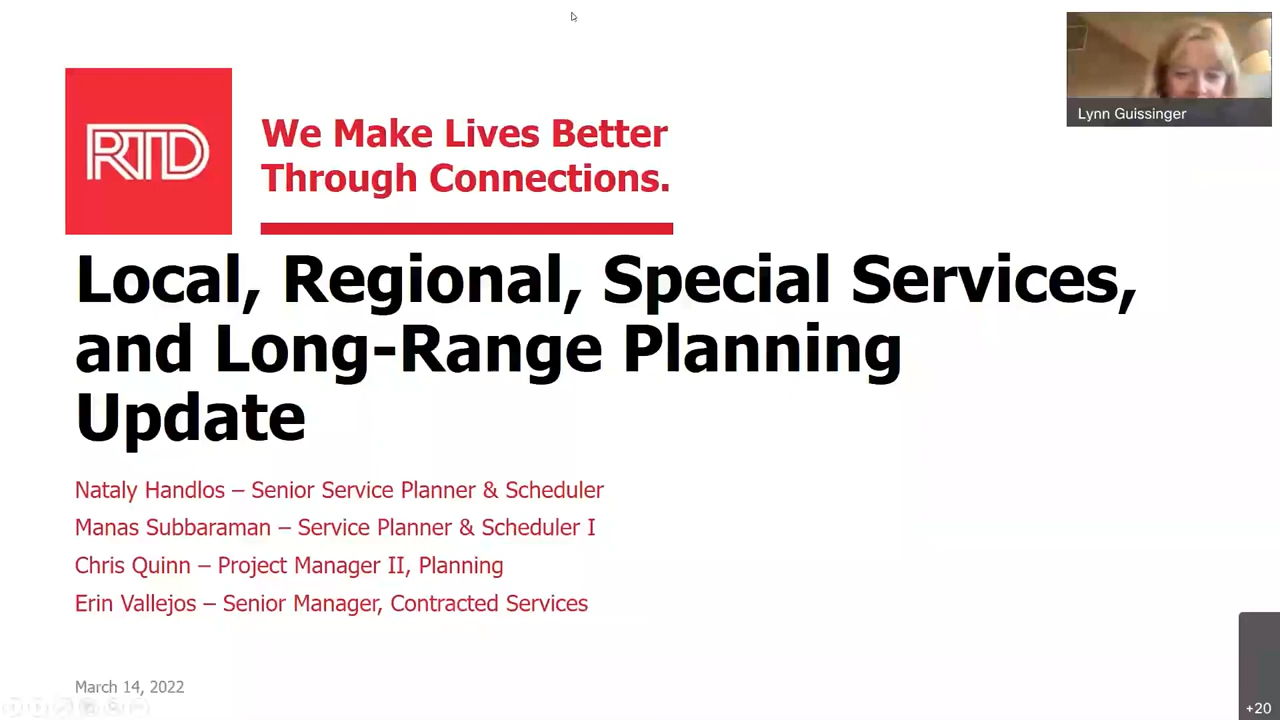 RTD
We Make Lives Better
Through Connections.
Lynn Guissinger
Local, Regional, Special Services,
and Long-Range Planning
Update
Nataly Handlos – Senior Service Planner & Scheduler
Manas Subbaraman – Service Planner & Scheduler I
Chris Quinn – Project Manager II, Planning
Erin Vallejos – Senior Manager, Contracted Services
March 14, 2022
+20